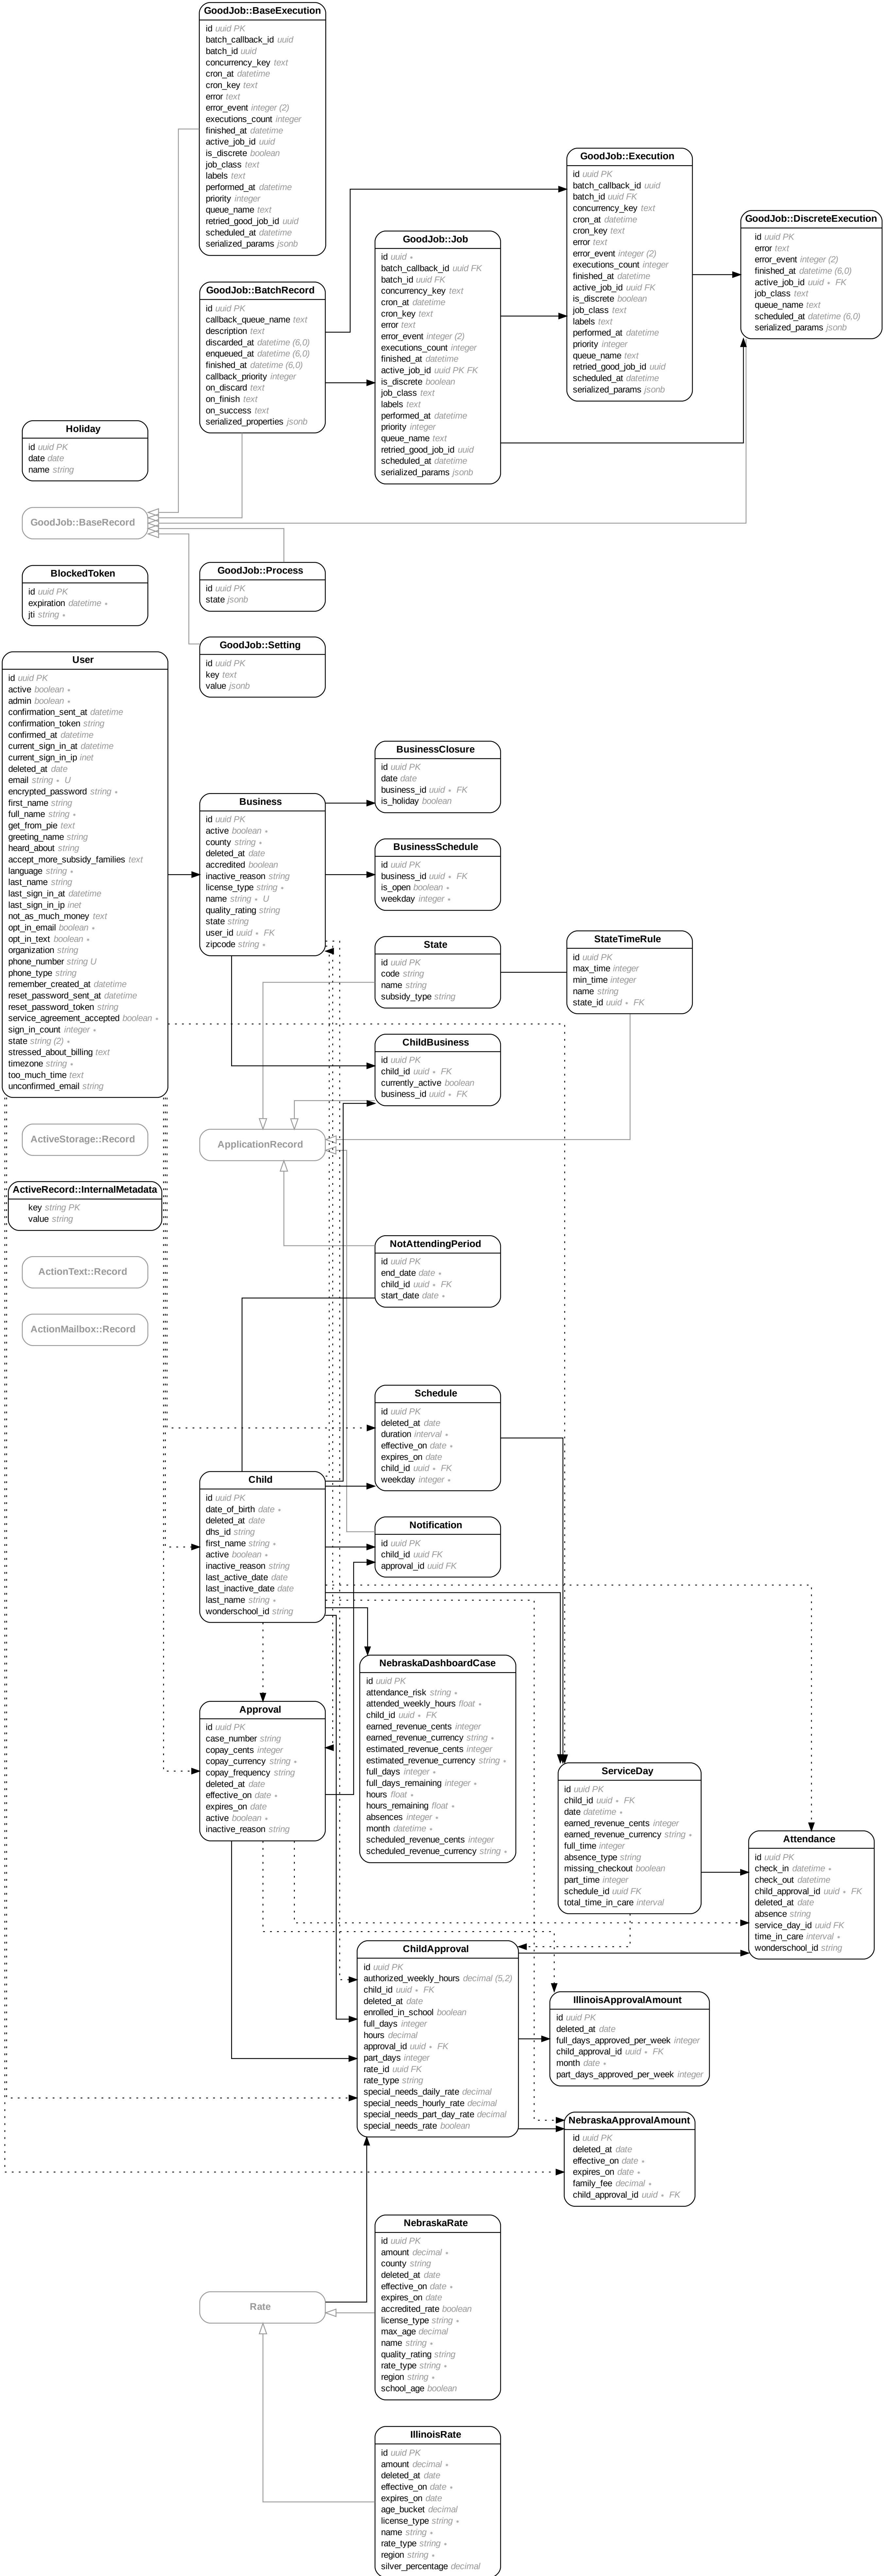 GoodJob::BaseExecution
id uuid PK
batch_callback_id uuid
batch_id uuid
concurrency_key text
cron_at datetime
cron_key text
error text
error_event integer (2)
executions_count integer
finished_at datetime
active_job_id uuid
is_discrete boolean
job_class text
labels text
performed_at datetime
priority integer
queue_name text
retried_good_job_id uuid
scheduled_at datetime
serialized_params jsonb
GoodJob::Execution
id uuid PK
batch_callback_id uuid
batch_id uuid FK
concurrency_key text
cron_at datetime
cron_key text
error text
error_event integer (2)
executions_count integer
finished_at datetime
active_job_id uuid FK
is_discrete boolean
job_class text
labels text
performed_at datetime
priority integer
queue_name text
retried_good_job_id uuid
scheduled_at datetime
serialized_params jsonb
GoodJob::DiscreteExecution
id uuid PK
error text
error_event integer (2)
finished_at datetime (6,0)
active_job_id uuid ∗ FK
job_class text
queue_name text
scheduled_at datetime (6,0)
serialized_params jsonb
GoodJob::Job
id uuid ∗
batch_callback_id uuid FK
batch_id uuid FK
concurrency_key text
cron_at datetime
cron_key text
error text
error_event integer (2)
executions_count integer
finished_at datetime
active_job_id uuid PK FK
is_discrete boolean
job_class text
labels text
performed_at datetime
priority integer
queue_name text
retried_good_job_id uuid
scheduled_at datetime
serialized_params jsonb
GoodJob::BatchRecord
id uuid PK
callback_queue_name text
description text
discarded_at datetime (6,0)
enqueued_at datetime (6,0)
finished_at datetime (6,0)
callback_priority integer
on_discard text
on_finish text
on_success text
serialized_properties jsonb
Holiday
id uuid PK
date date
name string
GoodJob::BaseRecord
BlockedToken
id uuid PK
expiration datetime ∗
jti string ∗
GoodJob::Process
id uuid PK
state jsonb
GoodJob::Setting
id uuid PK
key text
value jsonb
User
id uuid PK
active boolean ∗
admin boolean ∗
confirmation_sent_at datetime
confirmation_token string
confirmed_at datetime
current_sign_in_at datetime
current_sign_in_ip inet
deleted_at date
email string ∗ U
encrypted_password string ∗
first_name string
full_name string ∗
get_from_pie text
greeting_name string
heard_about string
accept_more_subsidy_families text
language string ∗
last_name string
last_sign_in_at datetime
last_sign_in_ip inet
not_as_much_money text
opt_in_email boolean ∗
opt_in_text boolean ∗
organization string
phone_number string U
phone_type string
remember_created_at datetime
reset_password_sent_at datetime
reset_password_token string
service_agreement_accepted boolean ∗
sign_in_count integer ∗
state string (2) ∗
stressed_about_billing text
timezone string ∗
too_much_time text
unconfirmed_email string
Business
id uuid PK
active boolean ∗
county string ∗
deleted_at date
accredited boolean
inactive_reason string
license_type string ∗
name string ∗ U
quality_rating string
state string
user_id uuid ∗ FK
zipcode string ∗
BusinessClosure
id uuid PK
date date
business_id uuid ∗ FK
is_holiday boolean
BusinessSchedule
id uuid PK
business_id uuid ∗ FK
is_open boolean ∗
weekday integer ∗
State
id uuid PK
code string
name string
subsidy_type string
StateTimeRule
id uuid PK
max_time integer
min_time integer
name string
state_id uuid ∗ FK
ChildBusiness
id uuid PK
child_id uuid ∗ FK
currently_active boolean
business_id uuid ∗ FK
ApplicationRecord
ActiveStorage::Record
ActiveRecord::InternalMetadata
key string PK
value string
ActionText::Record
ActionMailbox::Record
NotAttendingPeriod
id uuid PK
end_date date ∗
child_id uuid ∗ FK
start_date date ∗
Schedule
id uuid PK
deleted_at date
duration interval ∗
effective_on date ∗
expires_on date
child_id uuid ∗ FK
weekday integer ∗
Child
id uuid PK
date_of_birth date ∗
deleted_at date
dhs_id string
first_name string ∗
active boolean ∗
inactive_reason string
last_active_date date
last_inactive_date date
last_name string ∗
wonderschool_id string
Notification
id uuid PK
child_id uuid FK
approval_id uuid FK
NebraskaDashboardCase
id uuid PK
attendance_risk string ∗
attended_weekly_hours float ∗
child_id uuid ∗ FK
earned_revenue_cents integer
earned_revenue_currency string ∗
estimated_revenue_cents integer
estimated_revenue_currency string ∗
full_days integer ∗
full_days_remaining integer ∗
hours float ∗
hours_remaining float ∗
absences integer ∗
month datetime ∗
scheduled_revenue_cents integer
scheduled_revenue_currency string ∗
Approval
id uuid PK
case_number string
copay_cents integer
copay_currency string ∗
copay_frequency string
deleted_at date
effective_on date ∗
expires_on date
active boolean ∗
inactive_reason string
ServiceDay
id uuid PK
child_id uuid ∗ FK
date datetime ∗
earned_revenue_cents integer
earned_revenue_currency string ∗
full_time integer
absence_type string
missing_checkout boolean
part_time integer
schedule_id uuid FK
total_time_in_care interval
Attendance
id uuid PK
check_in datetime ∗
check_out datetime
child_approval_id uuid ∗ FK
deleted_at date
absence string
service_day_id uuid FK
time_in_care interval ∗
wonderschool_id string
ChildApproval
id uuid PK
authorized_weekly_hours decimal (5,2)
child_id uuid ∗ FK
deleted_at date
enrolled_in_school boolean
full_days integer
hours decimal
approval_id uuid ∗ FK
part_days integer
rate_id uuid FK
rate_type string
special_needs_daily_rate decimal
special_needs_hourly_rate decimal
special_needs_part_day_rate decimal
special_needs_rate boolean
IllinoisApprovalAmount
id uuid PK
deleted_at date
full_days_approved_per_week integer
child_approval_id uuid ∗ FK
month date ∗
part_days_approved_per_week integer
NebraskaApprovalAmount
id uuid PK
deleted_at date
effective_on date ∗
expires_on date ∗
family_fee decimal ∗
child_approval_id uuid ∗ FK
NebraskaRate
id uuid PK
amount decimal ∗
county string
deleted_at date
effective_on date ∗
expires_on date
accredited_rate boolean
license_type string ∗
max_age decimal
name string ∗
quality_rating string
rate_type string ∗
region string ∗
school_age boolean
Rate
IllinoisRate
id uuid PK
amount decimal ∗
deleted_at date
effective_on date ∗
expires_on date
age_bucket decimal
license_type string ∗
name string ∗
rate_type string ∗
region string ∗
silver_percentage decimal